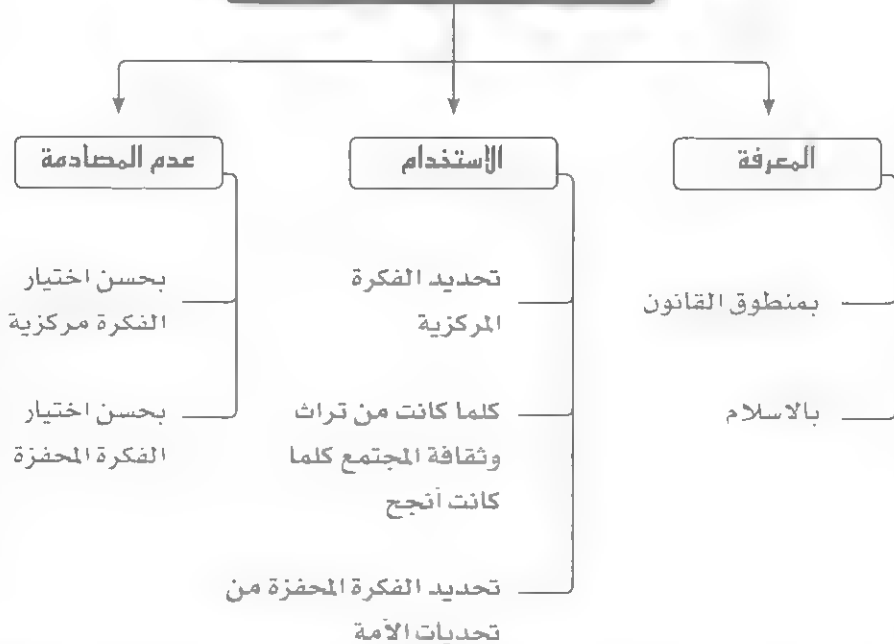 المعرفة
بمنطوق القانون
بالاسلام
الإستخدام
تحديد الفكرة
المركزية
كلما كانت من تراث
وثقافة المجتمع كلما
كانت أنجح
تحديد الفكرة المحفزة من
تحديات الأمة
عدم المصادمة
بحسن اختيار
الفكرة مركزية
بحسن اختيار
الفكرة المحفزة